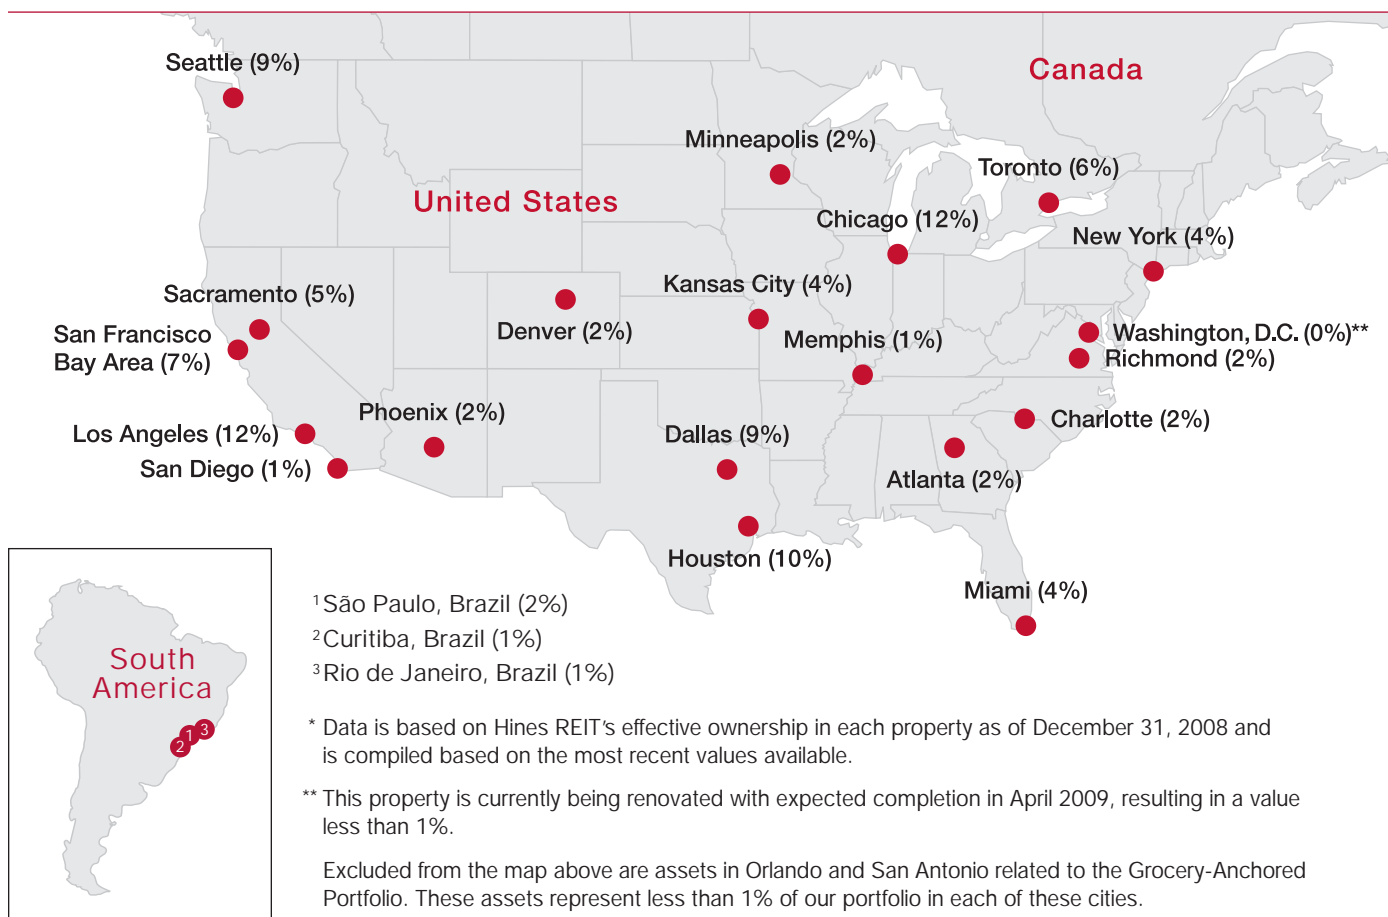 Canada
Seattle (9%)
Minneapolis (2%)
Toronto (6%)
United States
Chicago (12%)
New York (4%)
Kansas City (4%)
Sacramento (5%)
San Francisco
Bay Area (7%)
Denver (2%)
Memphis (1%)
Washington, D.C. (0%)**
Richmond (2%)
Phoenix (2%)
Charlotte (2%)
Los Angeles (12%)
Dallas (9%)
San Diego (1%)
Atlanta (2%)
Houston (10%)
Miami (4%)
South
America
1
2
3
¹ São Paulo, Brazil (2%)
² Curitiba, Brazil (1%)
³ Rio de Janeiro, Brazil (1%)
* Data is based on Hines REIT's effective ownership in each property as of December 31, 2008 and
is compiled based on the most recent values available.
** This property is currently being renovated with expected completion in April 2009, resulting in a value
less than 1%.
Excluded from the map above are assets in Orlando and San Antonio related to the Grocery-Anchored
Portfolio. These assets represent less than 1% of our portfolio in each of these cities.